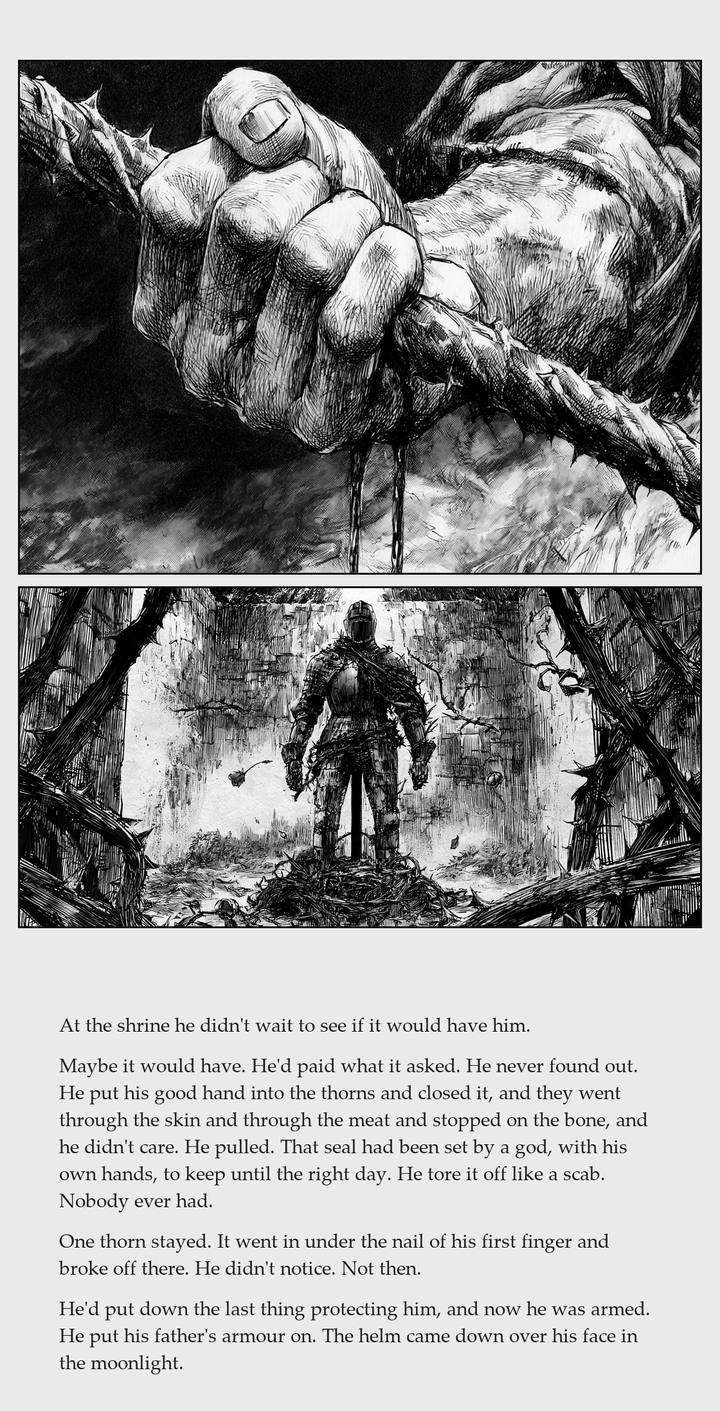 At the shrine he didn't wait to see if it would have him.
Maybe it would have. He'd paid what it asked. He never found out.
He put his good hand into the thorns and closed it, and they went
through the skin and through the meat and stopped on the bone, and
he didn't care. He pulled. That seal had been set by a god, with his
own hands, to keep until the right day. He tore it off like a scab.
Nobody ever had.
One thorn stayed. It went in under the nail of his first finger and
broke off there. He didn't notice. Not then.
He'd put down the last thing protecting him, and now he was armed.
He put his father's armour on. The helm came down over his face in
the moonlight.